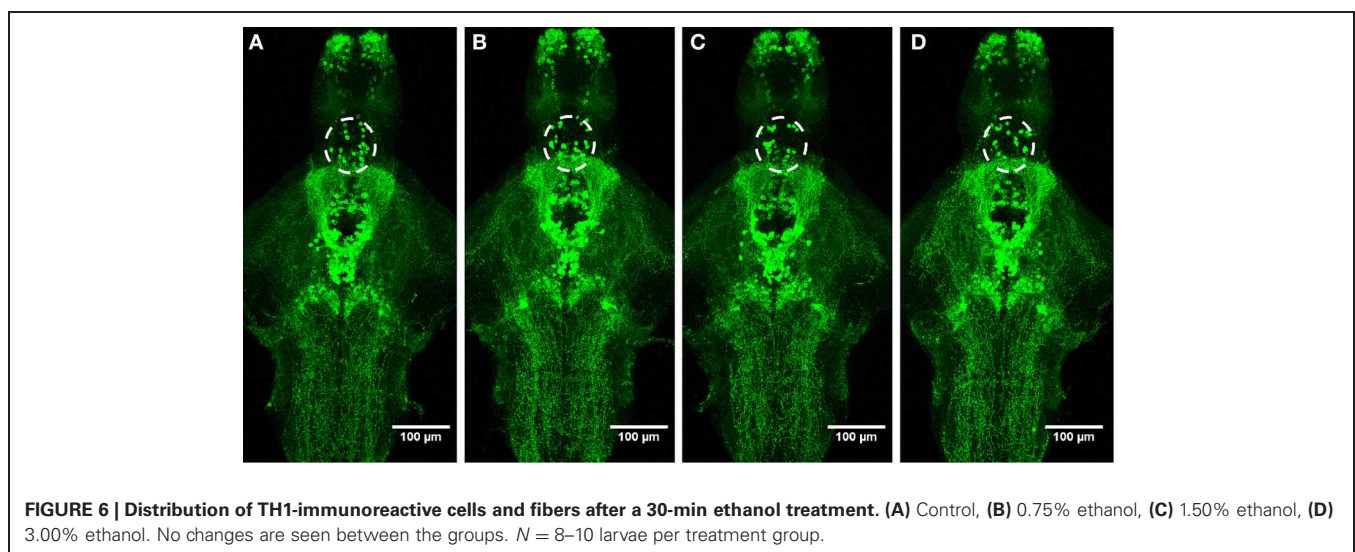 A B C D
100 µm 100 µm 100 µm 100 µm
FIGURE 6 | Distribution of TH1-immunoreactive cells and fibers after a 30-min ethanol treatment. (A) Control, (B) 0.75% ethanol, (C) 1.50% ethanol, (D)
3.00% ethanol. No changes are seen between the groups. N = 8–10 larvae per treatment group.